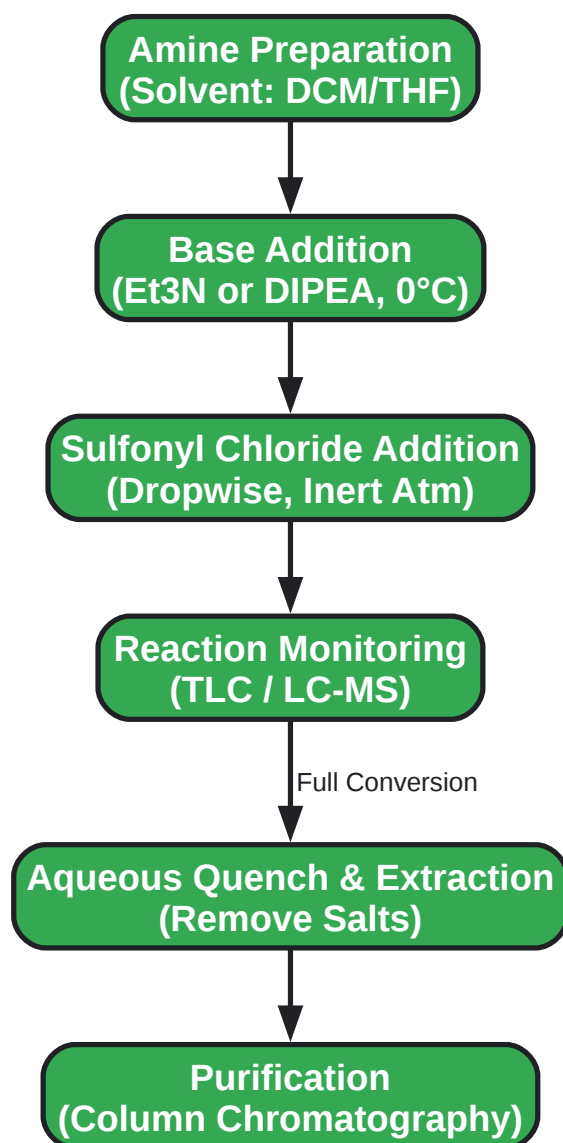 Amine Preparation
(Solvent: DCM/THF)
Base Addition
(Et3N or DIPEA, 0°C)
Sulfonyl Chloride Addition
(Dropwise, Inert Atm)
Reaction Monitoring
(TLC / LC-MS)
Full Conversion
Aqueous Quench & Extraction
(Remove Salts)
Purification
(Column Chromatography)